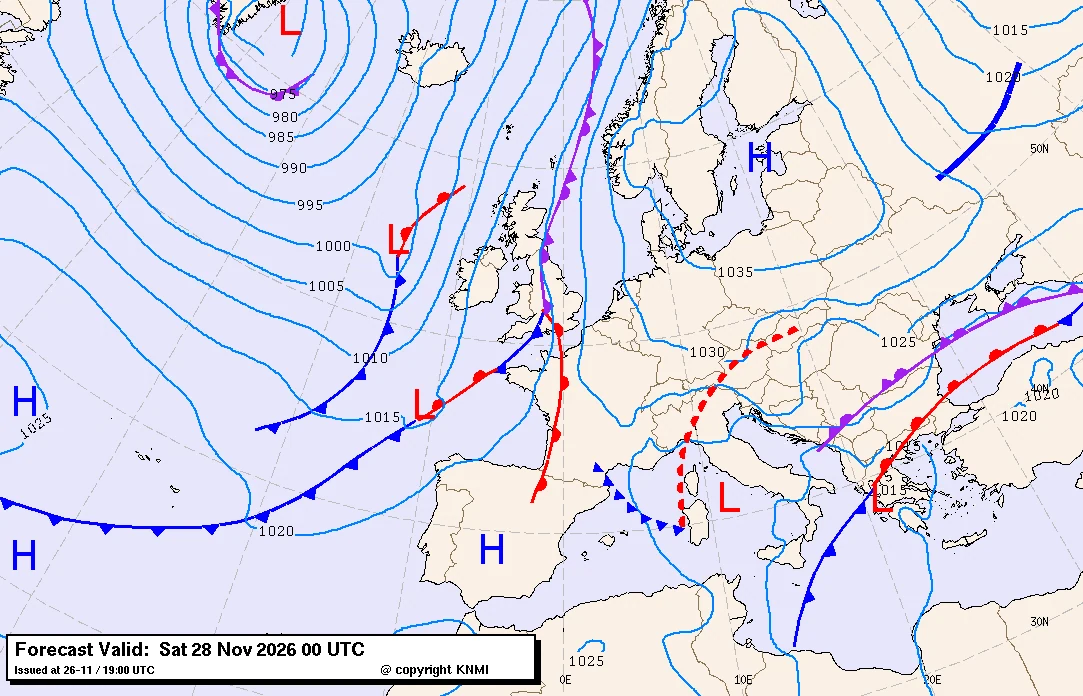 L
1015
1020
975
980
985
50N
H
990
995
L
1000
1035
1005
1025
1010
1030
40N
1020
H
L
1015
1020
1025
1015
1015
L
L
1020
H
H
30N
1025
0E
10E
20E
Forecast Valid: Sat 28 Nov 2026 00 UTC
Issued at 26-11 / 19:00 UTC
@ copyright KNMI